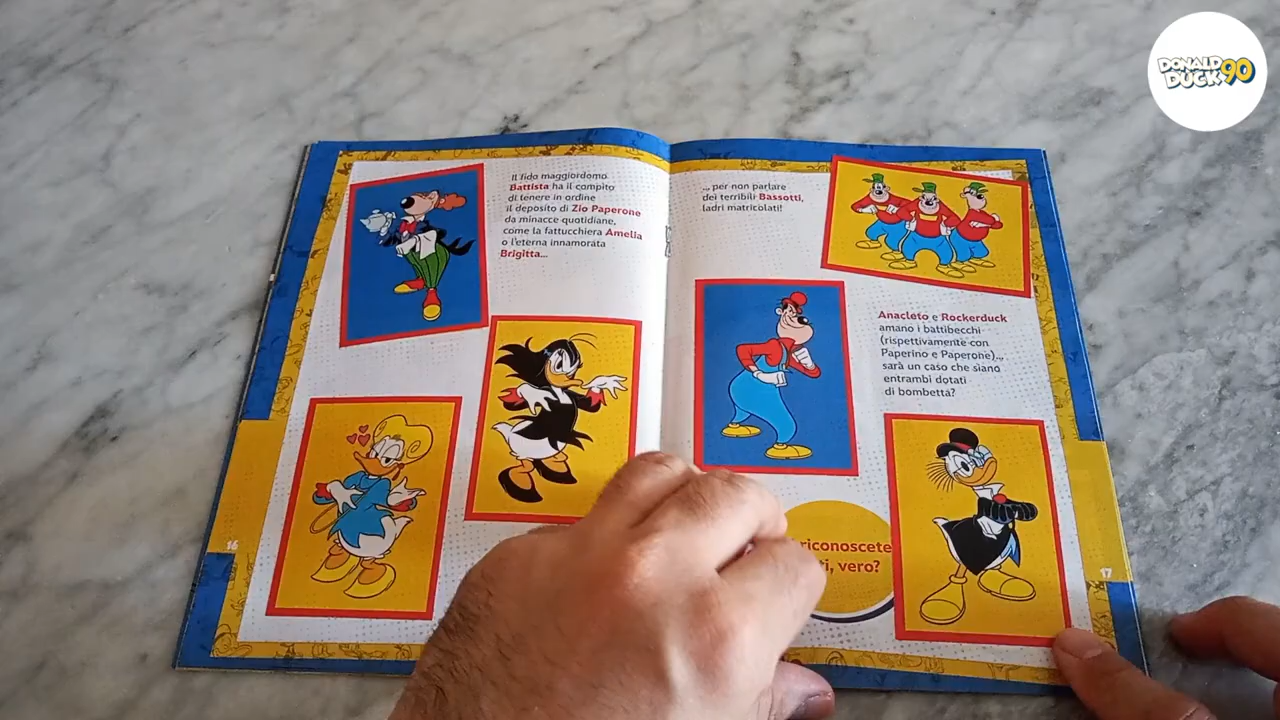 DONALD
DUCK 90
Il fido maggiordomo
Battista ha il compito
di tenere in ordine
il deposito di Zio Paperone
da minacce quotidiane,
come la fattucchiera Amelia
o l'eterna innamorata
Brigitta...
16
... per non parlare
dei terribili Bassotti,
ladri matricolati!
Anacleto e Rockerduck
amano i battibecchi
(rispettivamente con
Paperino e Paperone)...
sarà un caso che siano
entrambi dotati
di bombetta?
riconoscete
vero?
17